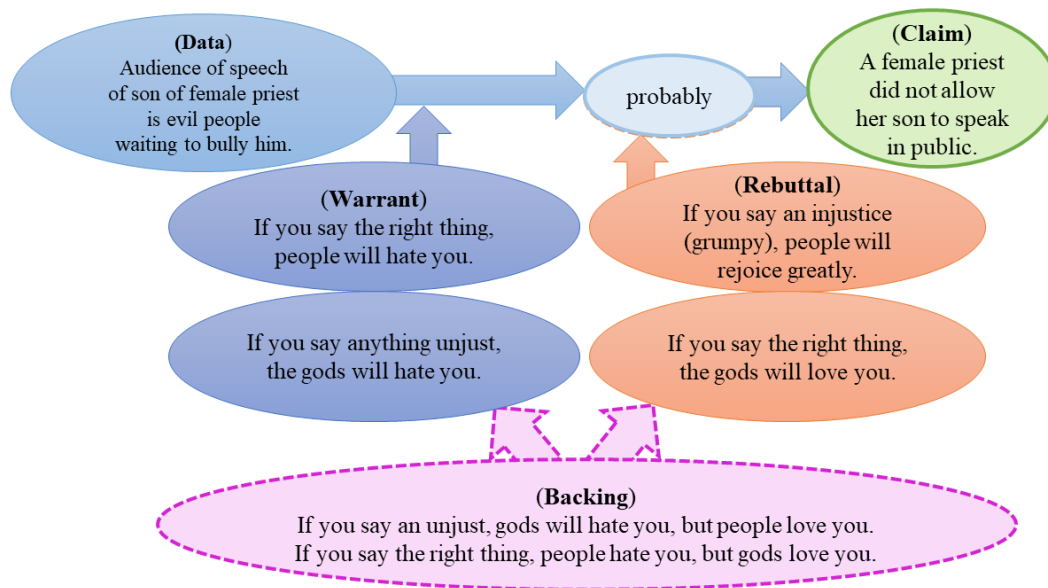 (Data)
Audience of speech
of son of female priest
is evil people
waiting to bully him.
probably
(Claim)
A female priest
did not allow
her son to speak
in public.
(Warrant)
If you say the right thing,
people will hate you.
(Rebuttal)
If you say an injustice
(grumpy), people will
rejoice greatly.
If you say anything unjust,
the gods will hate you.
If you say the right thing,
the gods will love you.
(Backing)
If you say an unjust, gods will hate you, but people love you.
If you say the right thing, people hate you, but gods love you.